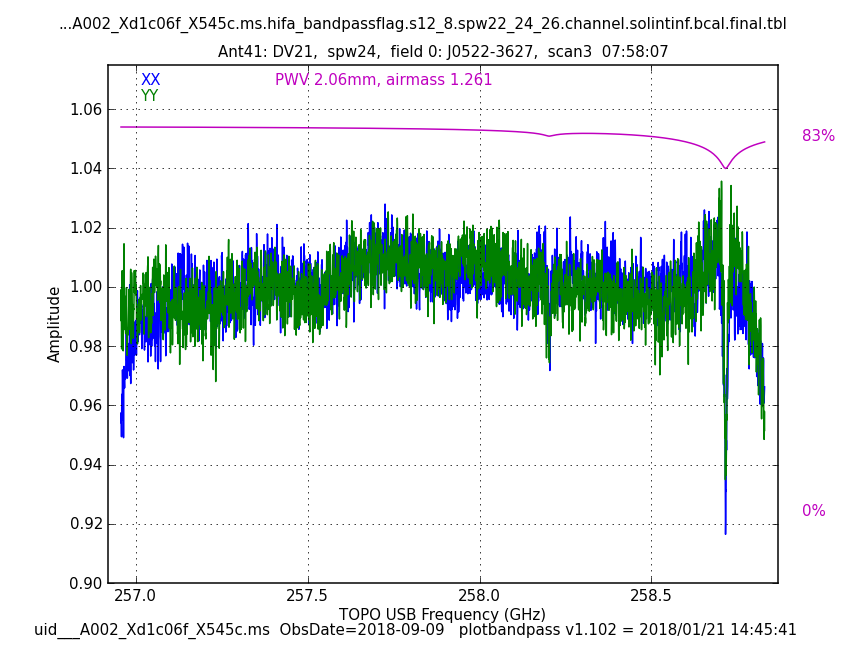 ...A002_Xd1c06f_X545c.ms.hifa_bandpassflag.s12_8.spw22_24_26.channel.solintinf.bcal.final.tbl
Ant41: DV21,  spw24,  field 0: J0522-3627,  scan3  07:58:07
XX
PWV 2.06mm, airmass 1.261
YY
1.06
83%
1.04
1.02
1.00
Amplitude
0.98
0.96
0.94
0.92
0%
0.90
257.0
257.5
258.0
258.5
TOPO USB Frequency (GHz)
uid___A002_Xd1c06f_X545c.ms  ObsDate=2018-09-09   plotbandpass v1.102 = 2018/01/21 14:45:41